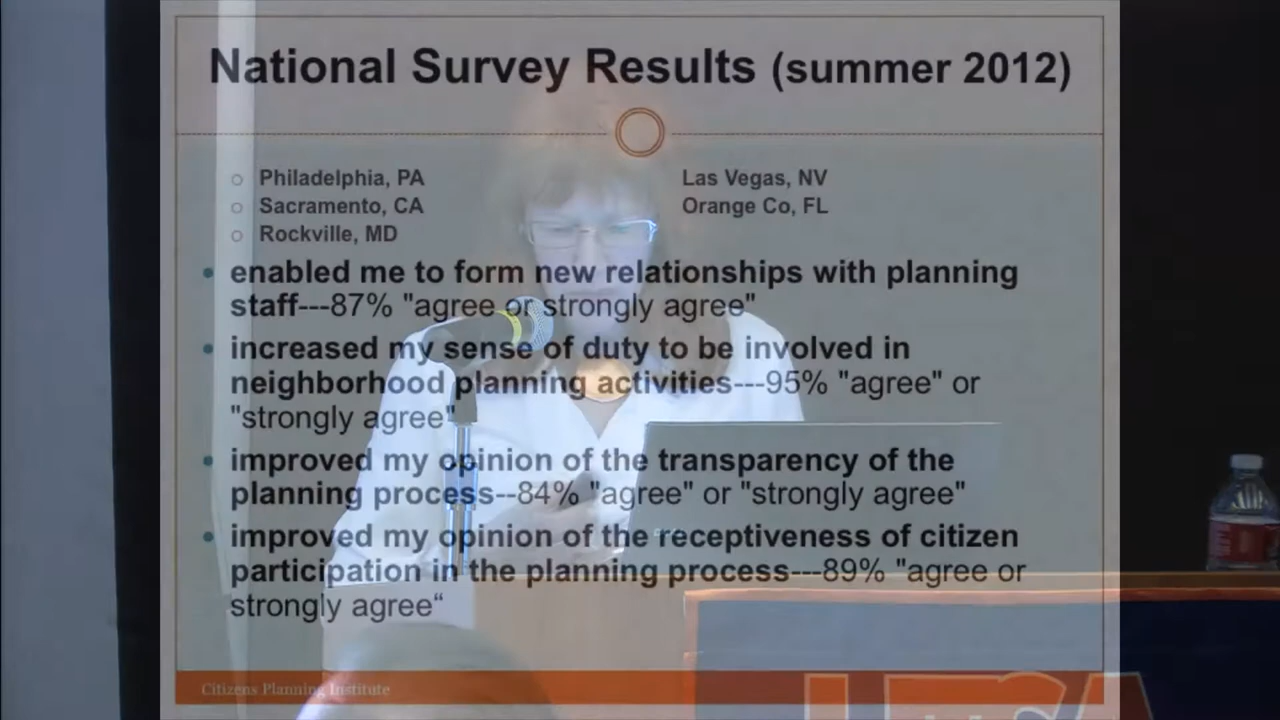 National Survey Results (summer 2012)
Philadelphia, PA
Las Vegas, NV
Sacramento, CA
Orange Co, FL
Rockville, MD
enabled me to form new relationships with planning
staff---87% "agree or strongly agree"
increased my sense of duty to be involved in
neighborhood planning activities---95% "agree" or
"strongly agree"
improved my opinion of the transparency of the
planning process--84% "agree" or "strongly agree"
improved my opinion of the receptiveness of citizen
participation in the planning process---89% "agree or
strongly agree“
Citizens Planning Institute
UTSA